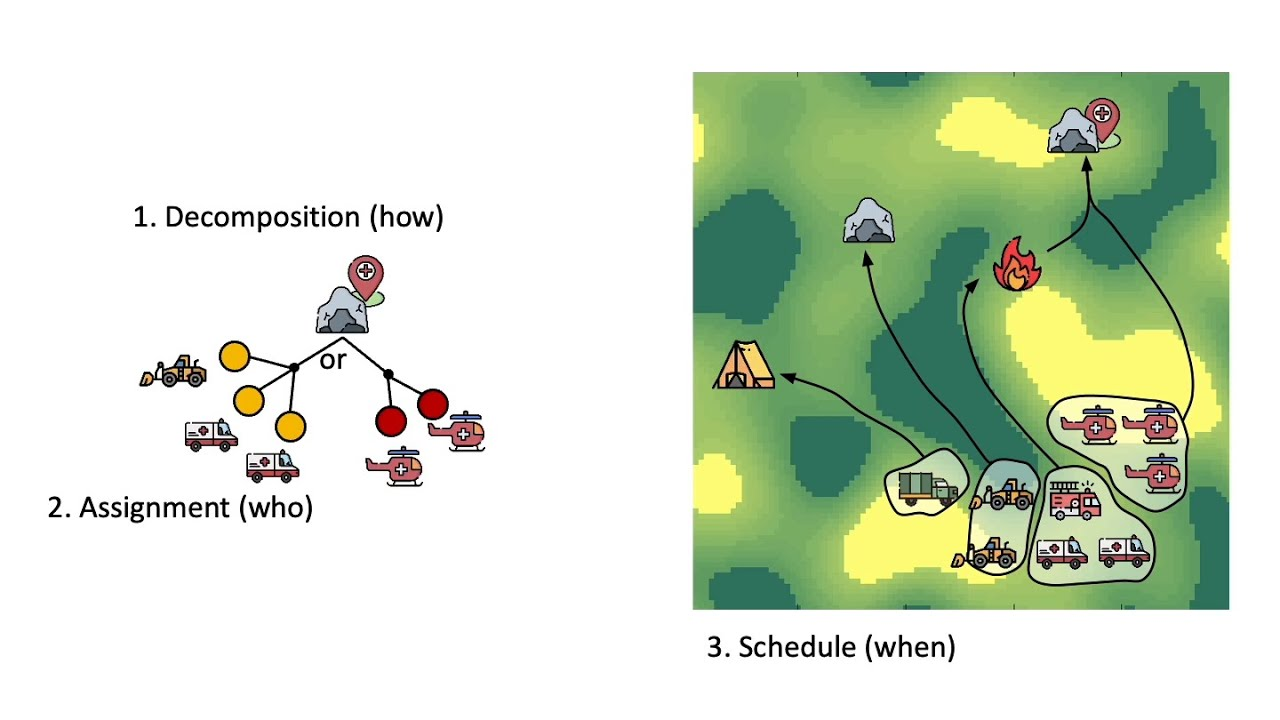 1. Decomposition (how)
or
2. Assignment (who)
3. Schedule (when)